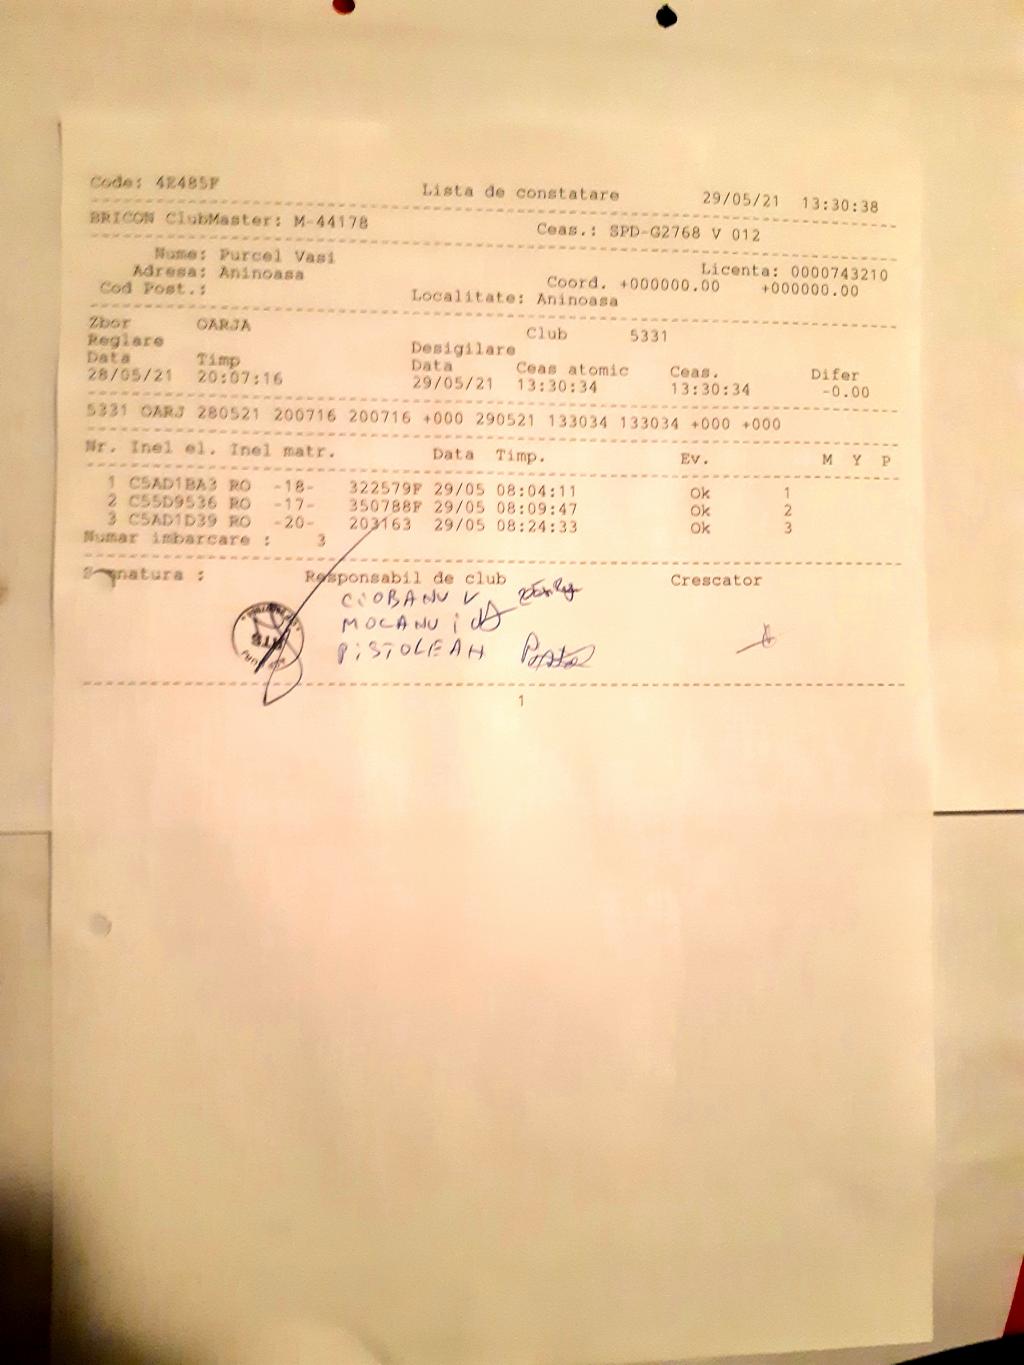 Code: 4E485F Lista de constatare 29/05/21 13:30:38
BRICON ClubMaster: M-44178 Ceas.: SPD-G2768 V 012
Nume: Purcel Vasi Licenta: 0000743210
Adresa: Aninoasa Coord. +000000.00 +000000.00
Cod Post.: Localitate: Aninoasa
Zbor OARJA Club 5331
Reglare Desigilare
Data Timp Data Ceas atomic Ceas. Difer
28/05/21 20:07:16 29/05/21 13:30:34 13:30:34 -0.00
5331 OARJ 280521 200716 200716 +000 290521 133034 133034 +000 +000
Nr. Inel el. Inel matr. Data Timp. Ev. M Y P
1 C5AD1BA3 RO -18- 322579F 29/05 08:04:11 Ok 1
2 C55D9536 RO -17- 350788F 29/05 08:09:47 Ok 2
3 C5AD1D39 RO -20- 203163 29/05 08:24:33 Ok 3
Numar imbarcare : 3
Semnatura : Responsabil de club Crescator
CIOBANU V
MOCANU i
PiSTOLEAN
1